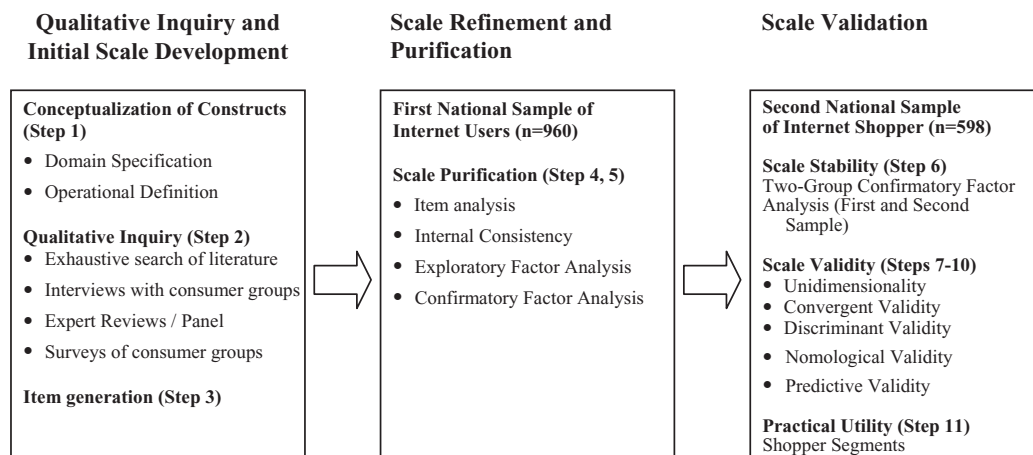 Qualitative Inquiry and
Initial Scale Development
Conceptualization of Constructs
(Step 1)
• Domain Specification
• Operational Definition
Qualitative Inquiry (Step 2)
• Exhaustive search of literature
• Interviews with consumer groups
• Expert Reviews / Panel
• Surveys of consumer groups
Item generation (Step 3)
Scale Refinement and
Purification
First National Sample of
Internet Users (n=960)
Scale Purification (Step 4, 5)
• Item analysis
• Internal Consistency
• Exploratory Factor Analysis
• Confirmatory Factor Analysis
Scale Validation
Second National Sample
of Internet Shopper (n=598)
Scale Stability (Step 6)
Two-Group Confirmatory Factor
Analysis (First and Second
Sample)
Scale Validity (Steps 7-10)
• Unidimensionality
• Convergent Validity
• Discriminant Validity
• Nomological Validity
• Predictive Validity
Practical Utility (Step 11)
Shopper Segments